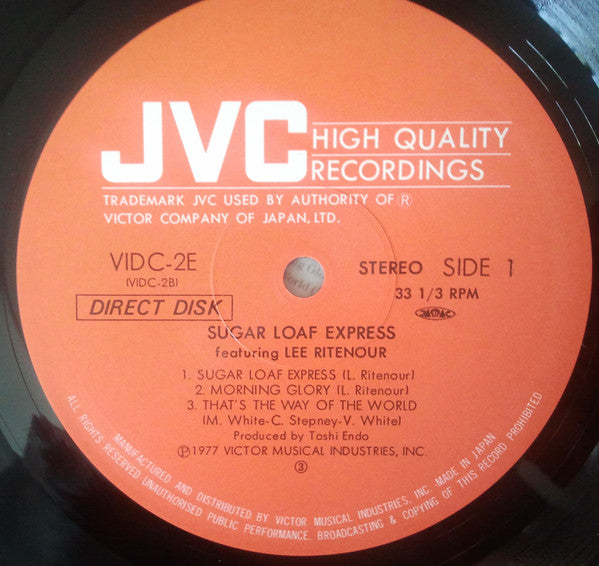 JVC HIGH QUALITY
RECORDINGS
TRADEMARK JVC USED BY AUTHORITY OF ®
VICTOR COMPANY OF JAPAN, LTD.
VIDC-2E
(VIDC-2B)
DIRECT DISK
STEREO SIDE 1
33 1/3 RPM
SUGAR LOAF EXPRESS
featuring LEE RITENOUR
1. SUGAR LOAF EXPRESS (L. Ritenour)
2. MORNING GLORY (L. Ritenour)
3. THAT'S THE WAY OF THE WORLD
(M. White-C. Stepney-V. White)
Produced by Toshi Endo
Ⓟ1977 VICTOR MUSICAL INDUSTRIES, INC.
③
MANUFACTURED AND DISTRIBUTED BY VICTOR MUSICAL INDUSTRIES, INC. MADE IN JAPAN
ALL RIGHTS RESERVED. UNAUTHORISED PUBLIC PERFORMANCE, BROADCASTING & COPYING OF THIS RECORD PROHIBITED